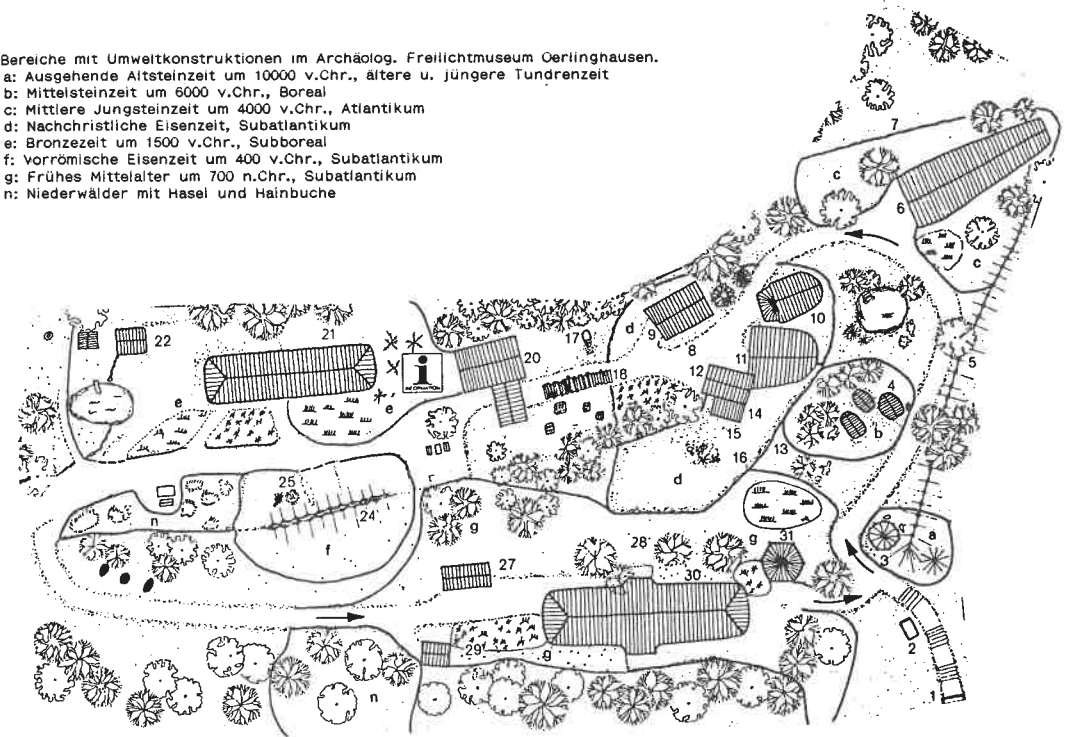 Bereiche mit Umweltkonstruktionen im Archäolog. Freilichtmuseum Oerlinghausen.
a: Ausgehende Altsteinzeit um 10000 v.Chr., ältere u. jüngere Tundrenzeit
b: Mittelsteinzeit um 6000 v.Chr., Boreal
c: Mittlere Jungsteinzeit um 4000 v.Chr., Atlantikum
d: Nachchristliche Eisenzeit, Subatlantikum
e: Bronzezeit um 1500 v.Chr., Subboreal
f: Vorrömische Eisenzeit um 400 v.Chr., Subatlantikum
g: Frühes Mittelalter um 700 n.Chr., Subatlantikum
n: Niederwälder mit Hasel und Hainbuche
7
c
6
c
21
22
17
d
9
8
10
5
20
i
INFORMATION
18
11
12
4
e
e
14
15
b
13
16
25
d
24
n
g
f
28
g
31
a
3
27
30
2
29
g
n
1